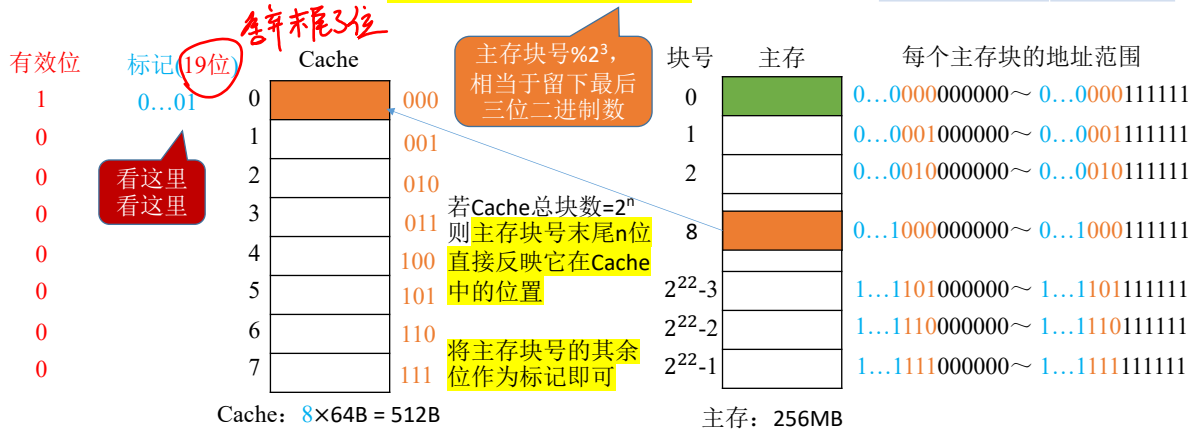 舍弃末尾3位
主存块号%2³,
相当于留下最后
三位二进制数
有效位
标记(19位)
Cache
块号
主存
每个主存块的地址范围
1
0…01
0
000
0
0…0000000000～ 0…0000111111
0
1
001
1
0…0001000000～ 0…0001111111
看这里
看这里
0
2
010
2
0…0010000000～ 0…0010111111
0
3
011
若Cache总块数=2ⁿ
则主存块号末尾n位
直接反映它在Cache
中的位置
8
0…1000000000～ 0…1000111111
0
4
100
0
5
101
2²²-3
1…1101000000～ 1…1101111111
0
6
110
2²²-2
1…1110000000～ 1…1110111111
0
7
111
将主存块号的其余
位作为标记即可
2²²-1
1…1111000000～ 1…1111111111
Cache：8×64B = 512B
主存：256MB